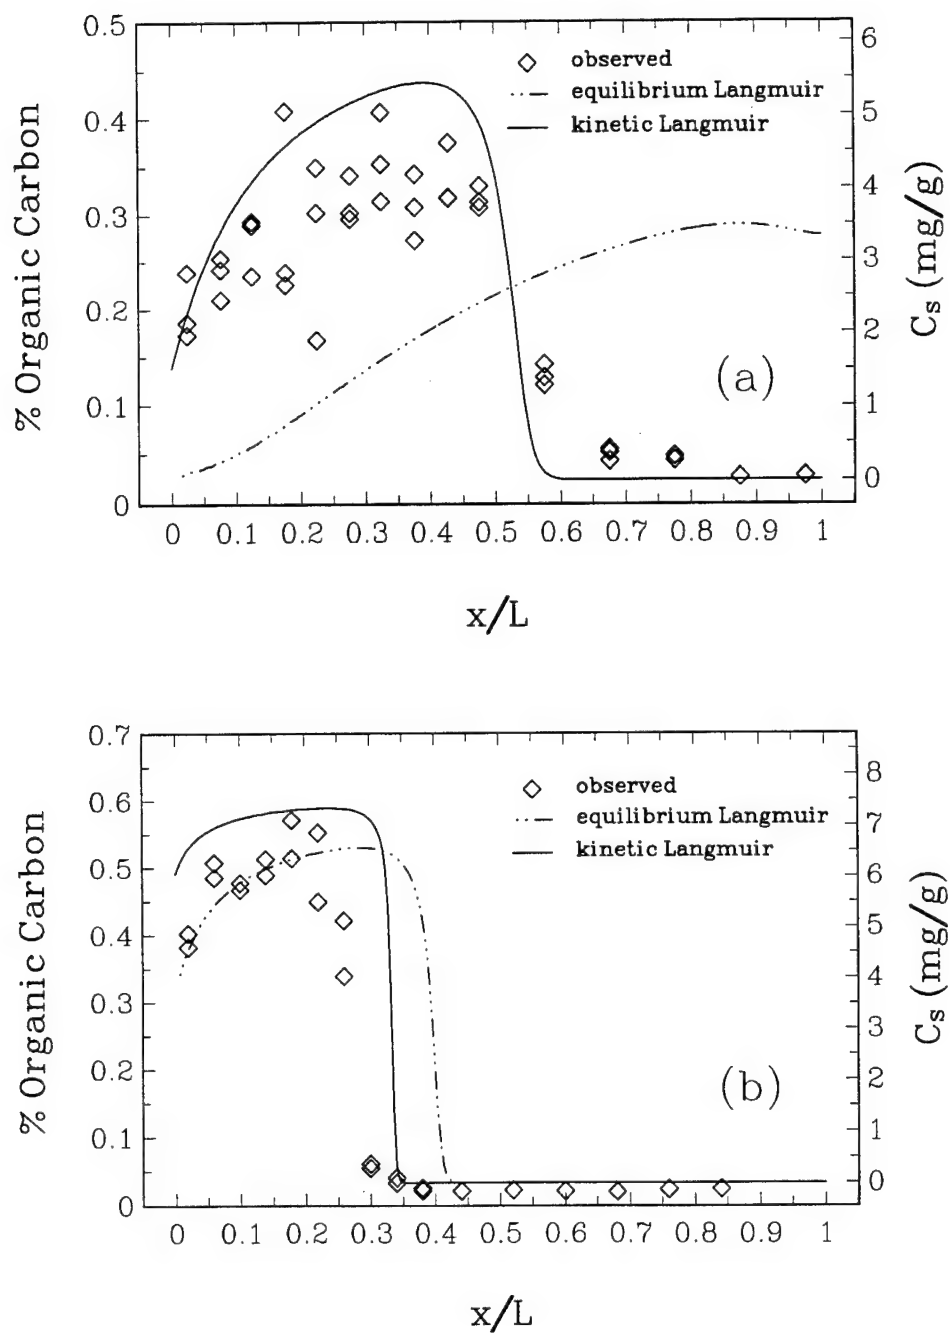 0.5
0.4
0.3
0.2
0.1
0
% Organic Carbon
observed
equilibrium Langmuir
kinetic Langmuir
(a)
6
5
4
3
2
1
0
Cs (mg/g)
0 0.1 0.2 0.3 0.4 0.5 0.6 0.7 0.8 0.9 1
x/L
0.7
0.6
0.5
0.4
0.3
0.2
0.1
0
% Organic Carbon
observed
equilibrium Langmuir
kinetic Langmuir
(b)
8
7
6
5
4
3
2
1
0
Cs (mg/g)
0 0.1 0.2 0.3 0.4 0.5 0.6 0.7 0.8 0.9 1
x/L